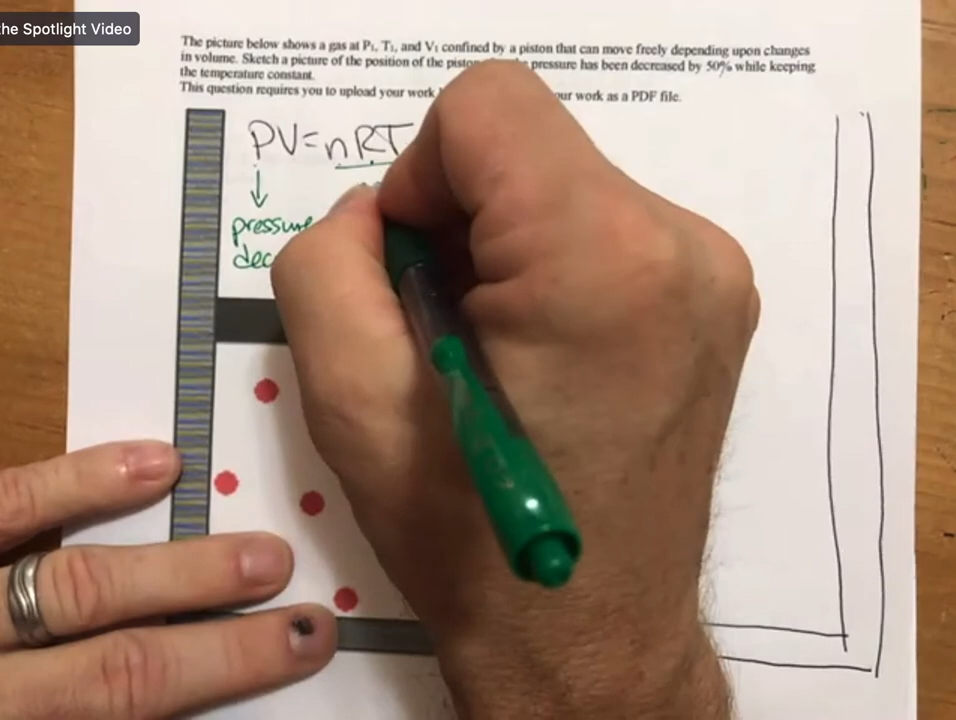 the Spotlight Video
The picture below shows a gas at P₁, T₁, and V₁ confined by a piston that can move freely depending upon changes
in volume. Sketch a picture of the position of the piston pressure has been decreased by 50% while keeping
the temperature constant.
This question requires you to upload your work our work as a PDF file.
PV=nRT
↓
pressure
dec